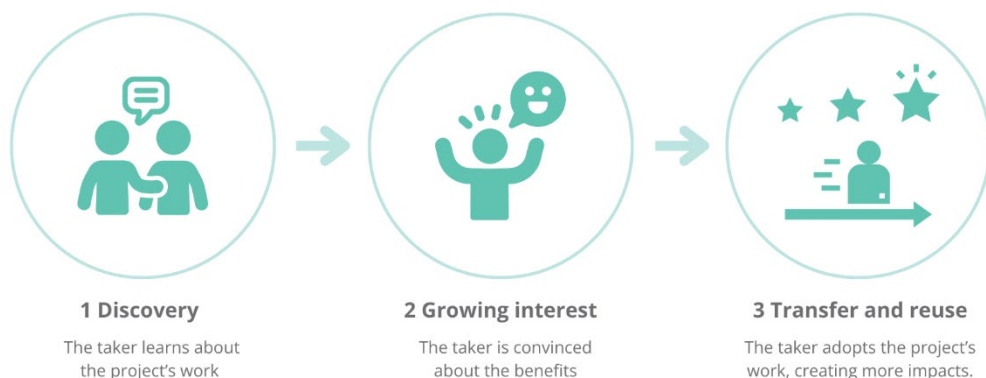 1 Discovery
The taker learns about
the project's work
2 Growing interest
The taker is convinced
about the benefits
3 Transfer and reuse
The taker adopts the project's
work, creating more impacts.